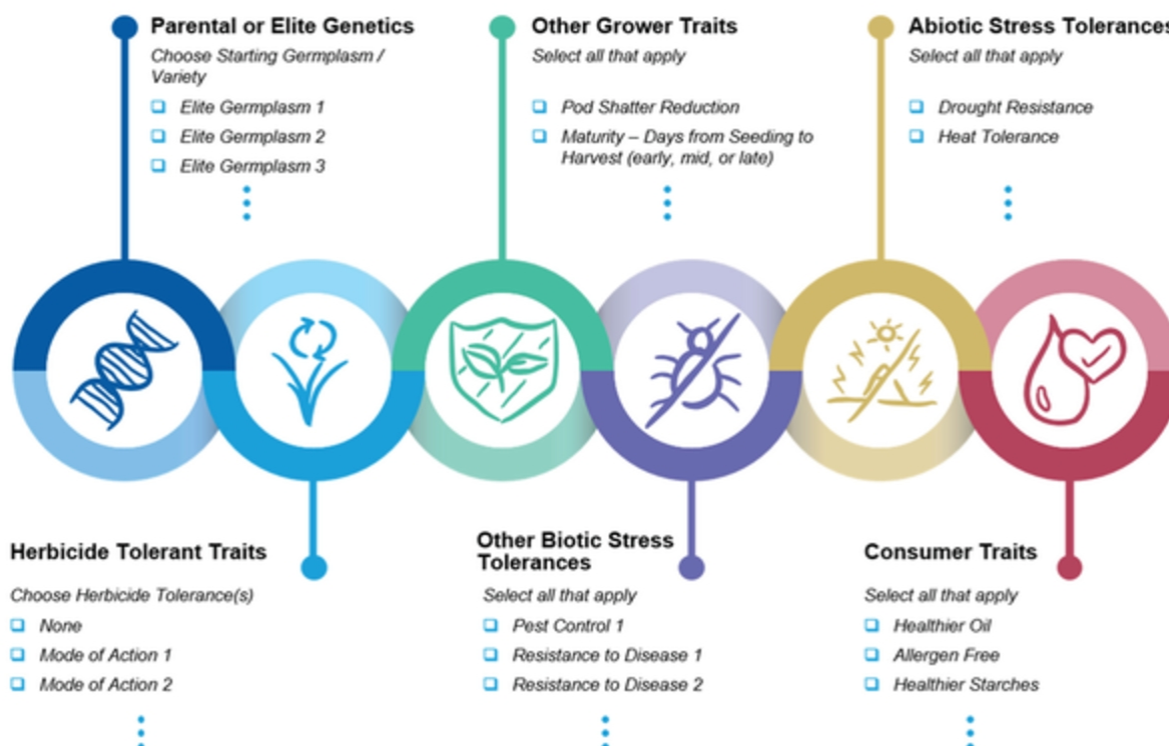 Parental or Elite Genetics
Choose Starting Germplasm /
Variety
Elite Germplasm 1
Elite Germplasm 2
Elite Germplasm 3
Other Grower Traits
Select all that apply
Pod Shatter Reduction
Maturity – Days from Seeding to
Harvest (early, mid, or late)
Abiotic Stress Tolerances
Select all that apply
Drought Resistance
Heat Tolerance
Herbicide Tolerant Traits
Choose Herbicide Tolerance(s)
None
Mode of Action 1
Mode of Action 2
Other Biotic Stress
Tolerances
Select all that apply
Pest Control 1
Resistance to Disease 1
Resistance to Disease 2
Consumer Traits
Select all that apply
Healthier Oil
Allergen Free
Healthier Starches